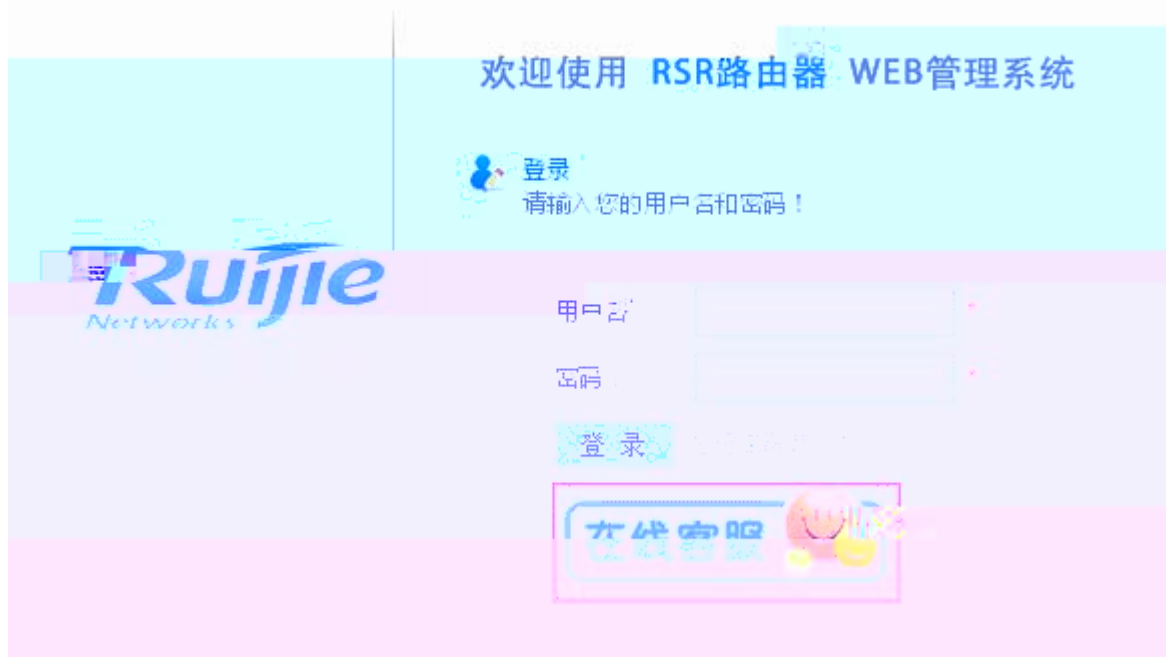 欢迎使用 RSR路由器 WEB管理系统
登录
请输入您的用户名和密码！
Ruijie
Networks
用户名
密码
登 录
在线客服